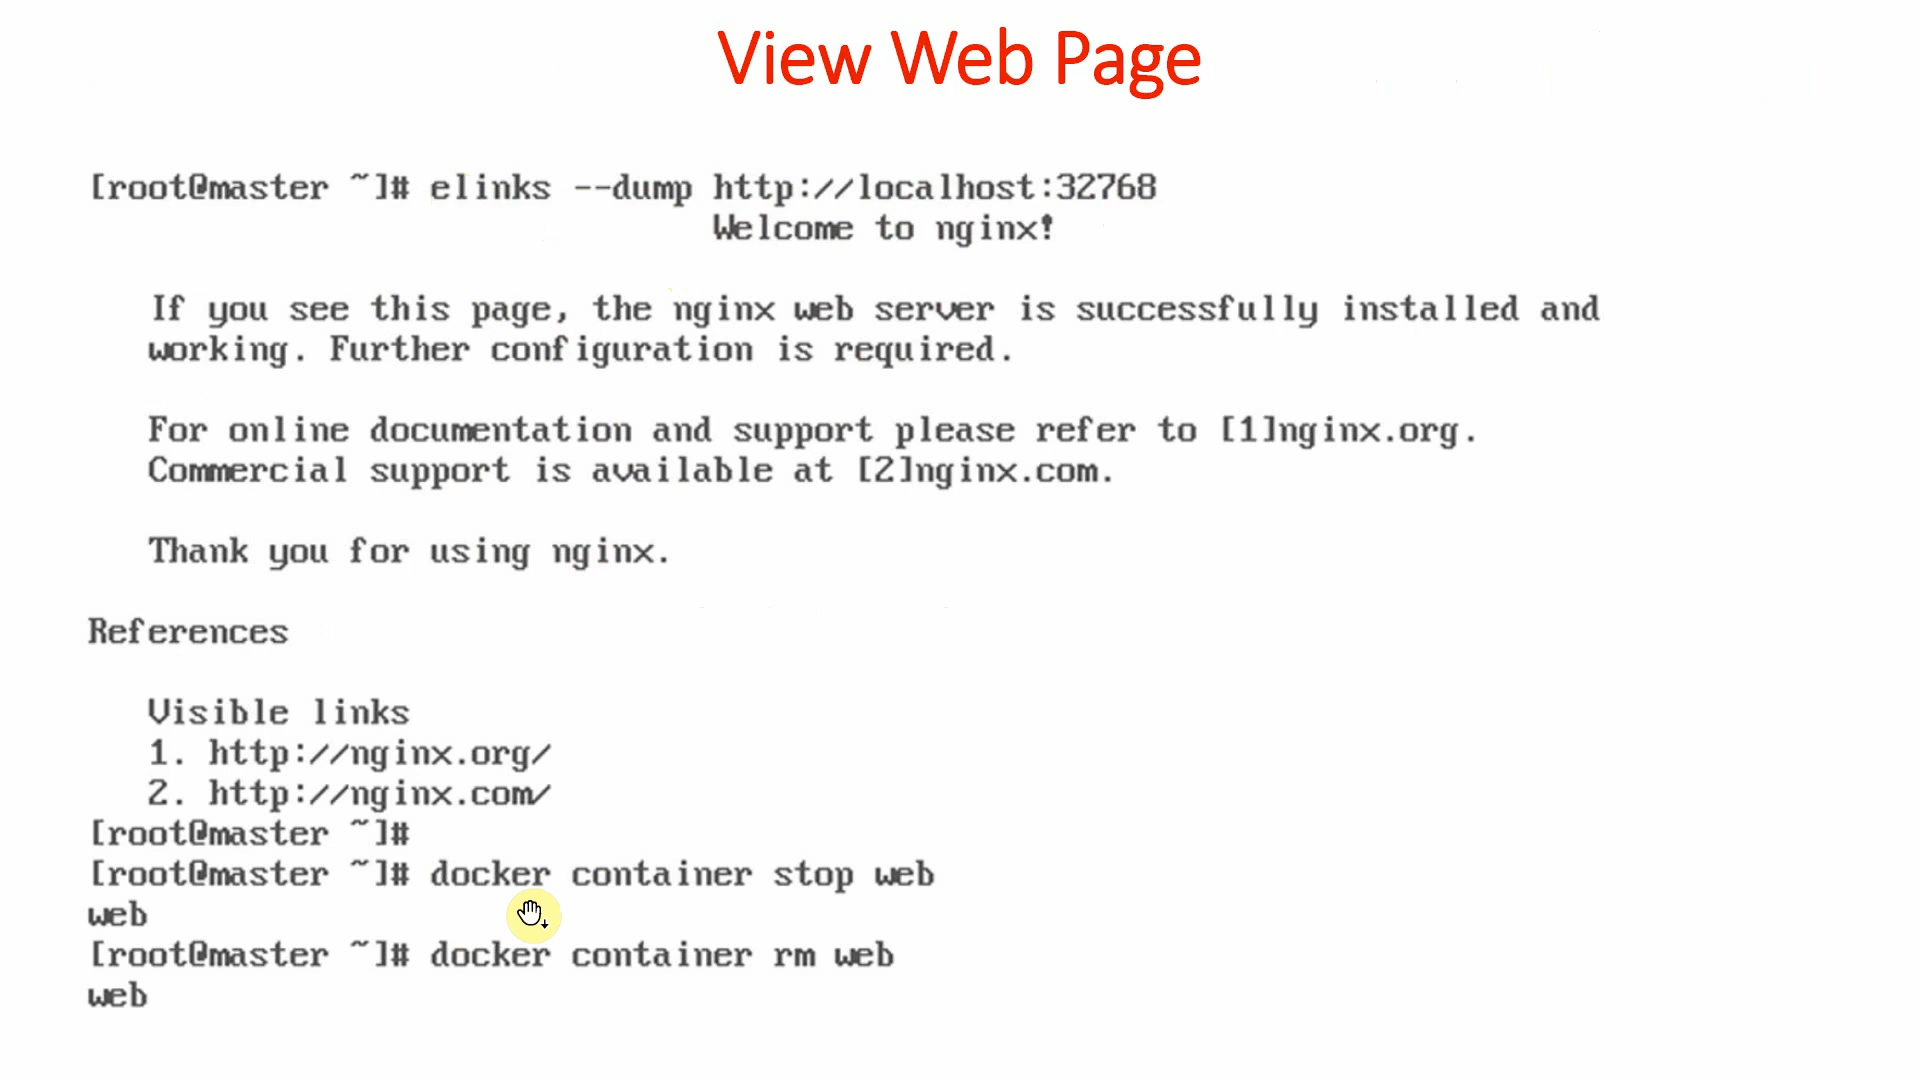 View Web Page
[root@master ~]# elinks --dump http://localhost:32768
Welcome to nginx!
If you see this page, the nginx web server is successfully installed and
working. Further configuration is required.
For online documentation and support please refer to [1]nginx.org.
Commercial support is available at [2]nginx.com.
Thank you for using nginx.
References
Visible links
1. http://nginx.org/
2. http://nginx.com/
[root@master ~]#
[root@master ~]# docker container stop web
web
[root@master ~]# docker container rm web
web